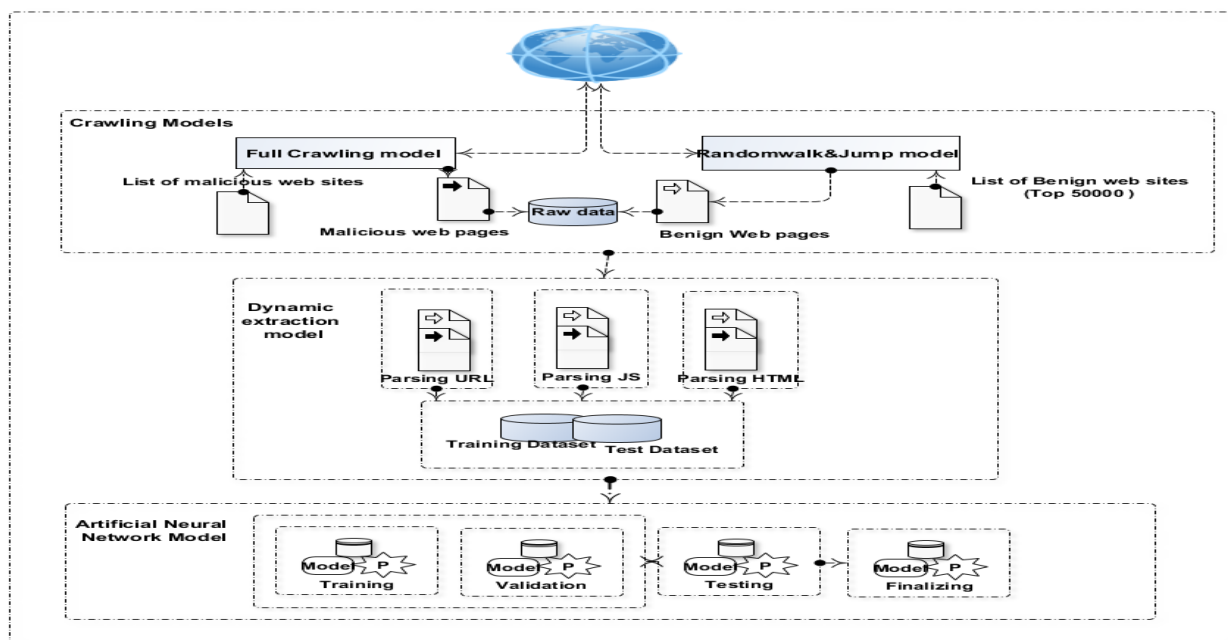 Crawling Models
Full Crawling model
Randomwalk&Jump model
List of malicious web sites
List of Benign web sites
(Top 50000 )
Raw data
Malicious web pages
Benign Web pages
Dynamic
extraction
model
Parsing URL
Parsing JS
Parsing HTML
Training Dataset
Test Dataset
Artificial Neural
Network Model
Model
P
Training
Model
P
Validation
Model
P
Testing
Model
P
Finalizing